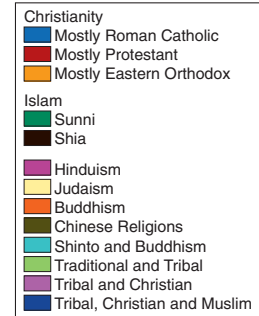 Christianity
Mostly Roman Catholic
Mostly Protestant
Mostly Eastern Orthodox
Islam
Sunni
Shia
Hinduism
Judaism
Buddhism
Chinese Religions
Shinto and Buddhism
Traditional and Tribal
Tribal and Christian
Tribal, Christian and Muslim